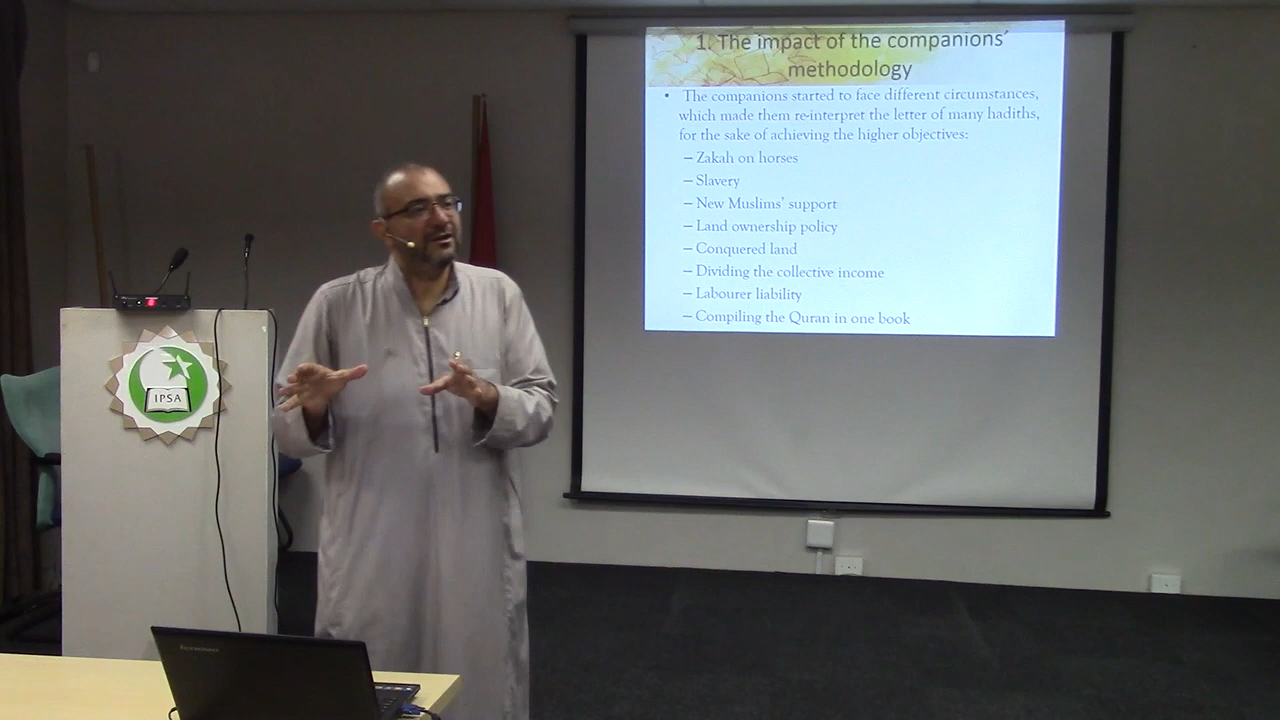 1. The impact of the companions´
methodology
• The companions started to face different circumstances,
which made them re-interpret the letter of many hadiths,
for the sake of achieving the higher objectives:
– Zakah on horses
– Slavery
– New Muslims' support
– Land ownership policy
– Conquered land
– Dividing the collective income
– Labourer liability
– Compiling the Quran in one book
IPSA